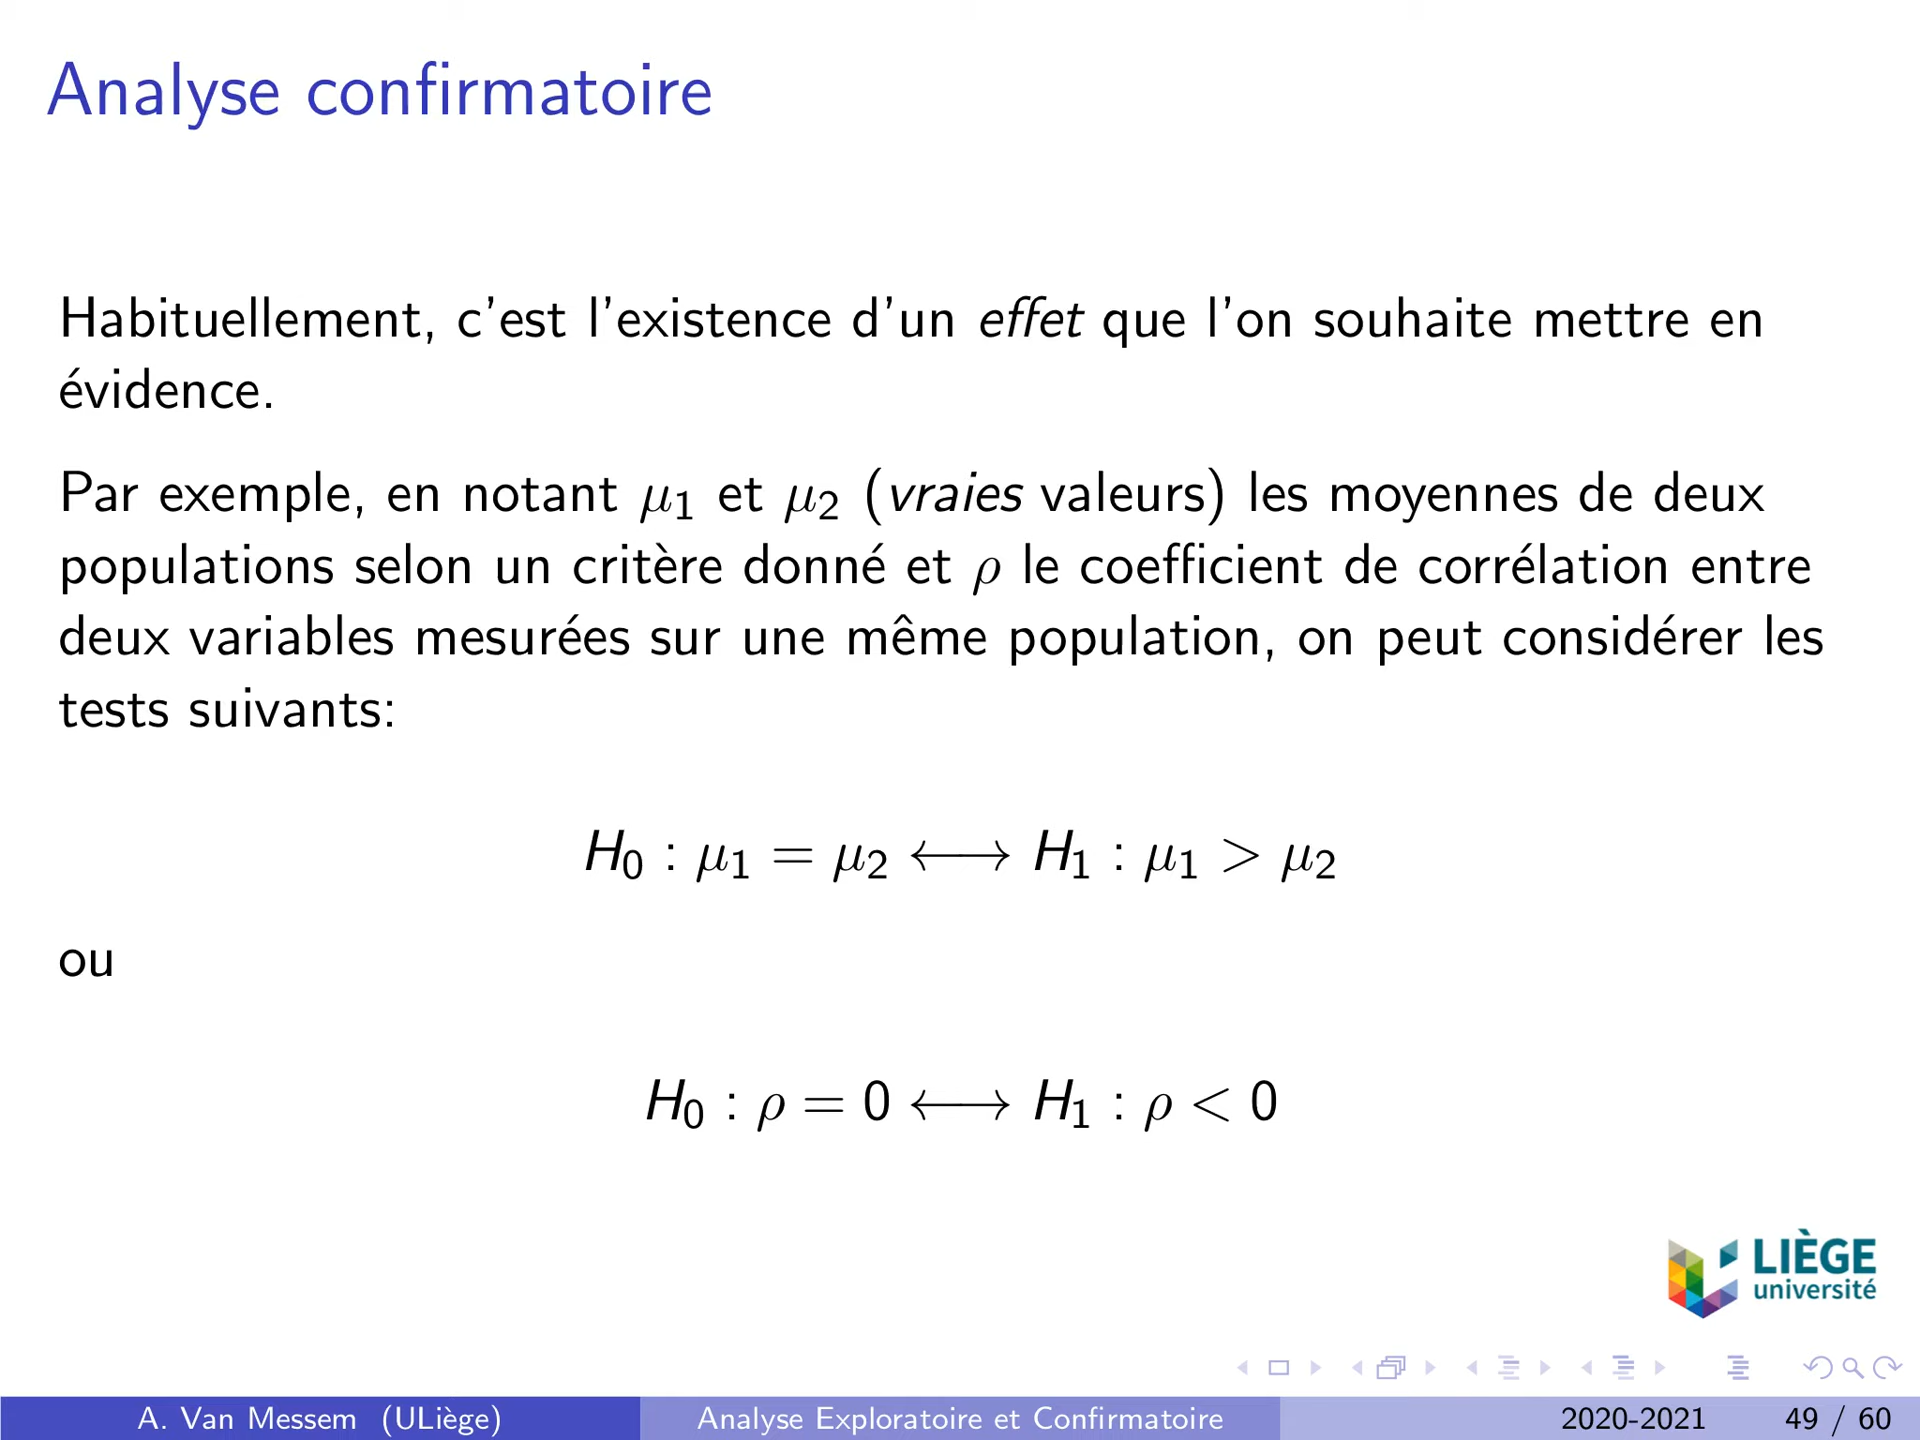 Analyse confirmatoire
Habituellement, c'est l'existence d'un effet que l'on souhaite mettre en
évidence.
Par exemple, en notant μ₁ et μ₂ (vraies valeurs) les moyennes de deux
populations selon un critère donné et ρ le coefficient de corrélation entre
deux variables mesurées sur une même population, on peut considérer les
tests suivants:
H₀ : μ₁ = μ₂ ⟷ H₁ : μ₁ > μ₂
ou
H₀ : ρ = 0 ⟷ H₁ : ρ < 0
LIÈGE
université
A. Van Messem (ULiège) Analyse Exploratoire et Confirmatoire 2020-2021 49 / 60